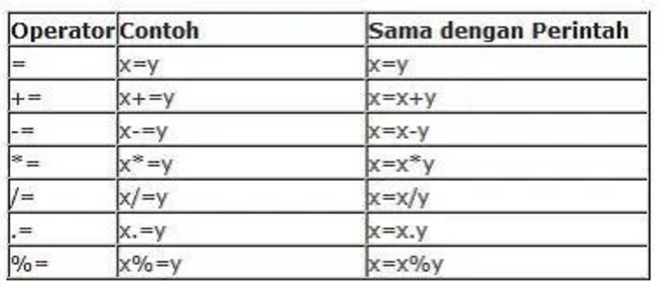 Operator Contoh Sama dengan Perintah
= x=y x=y
+= x+=y x=x+y
-= x-=y x=x-y
*= x*=y x=x*y
/= x/=y x=x/y
.= x.=y x=x.y
%= x%=y x=x%y